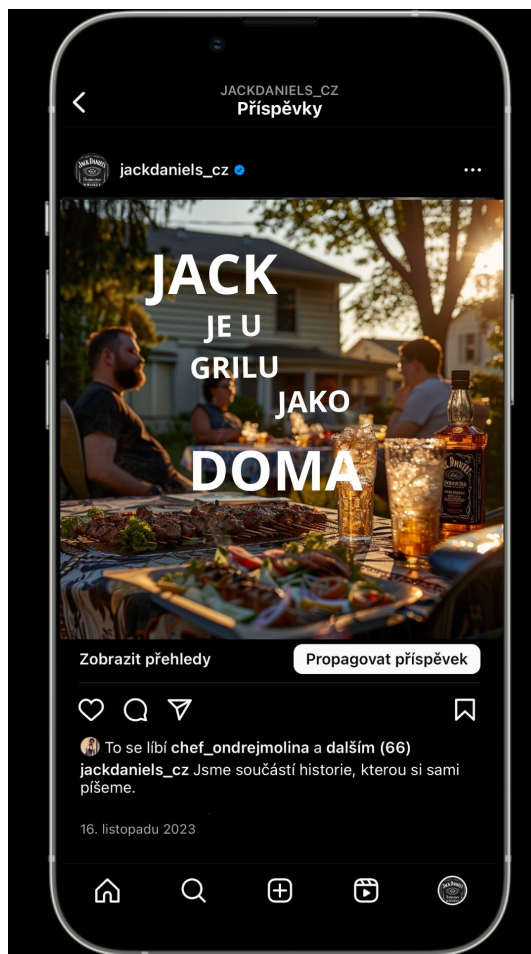 JACKDANIELS_CZ
Příspěvky
jackdaniels_cz
JACK
JE U
GRILU
JAKO
DOMA
Zobrazit přehledy
Propagovat příspěvek
To se líbí chef_ondrejmolina a dalším (66)
jackdaniels_cz Jsme součástí historie, kterou si sami
píšeme.
16. listopadu 2023